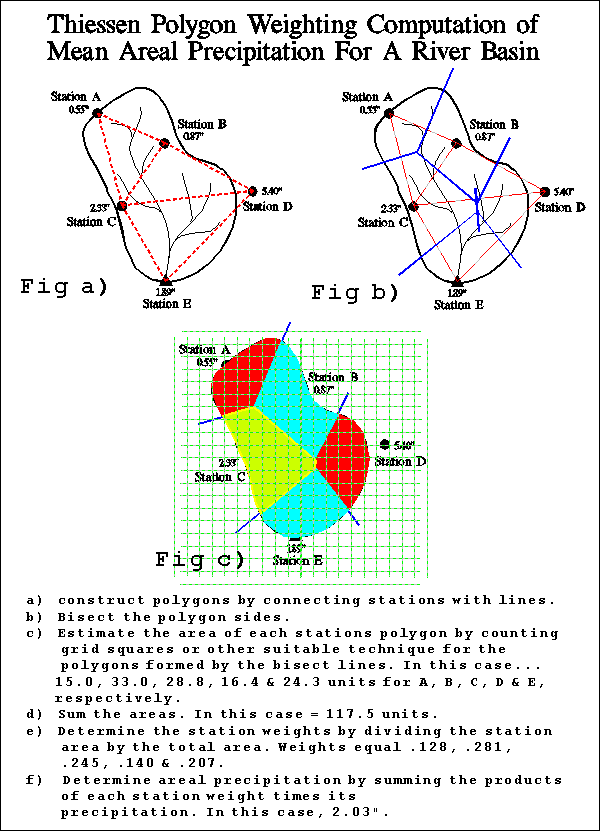 Thiessen Polygon Weighting Computation of
Mean Areal Precipitation For A River Basin
Station A
0.55"
Station B
0.87"
2.33"
Station C
5.40"
Station D
1.89"
Station E
Fig a)
Station A
0.55"
Station B
0.87"
2.33"
Station C
5.40"
Station D
1.89"
Station E
Fig b)
Station A
0.55"
Station B
0.87"
2.33"
Station C
5.40"
Station D
Station E
Fig c)
a) construct polygons by connecting stations with lines.
b) Bisect the polygon sides.
c) Estimate the area of each stations polygon by counting
grid squares or other suitable technique for the
polygons formed by the bisect lines. In this case...
15.0, 33.0, 28.8, 16.4 & 24.3 units for A, B, C, D & E,
respectively.
d) Sum the areas. In this case = 117.5 units.
e) Determine the station weights by dividing the station
area by the total area. Weights equal .128, .281,
.245, .140 & .207.
f) Determine areal precipitation by summing the products
of each station weight times its
precipitation. In this case, 2.03".